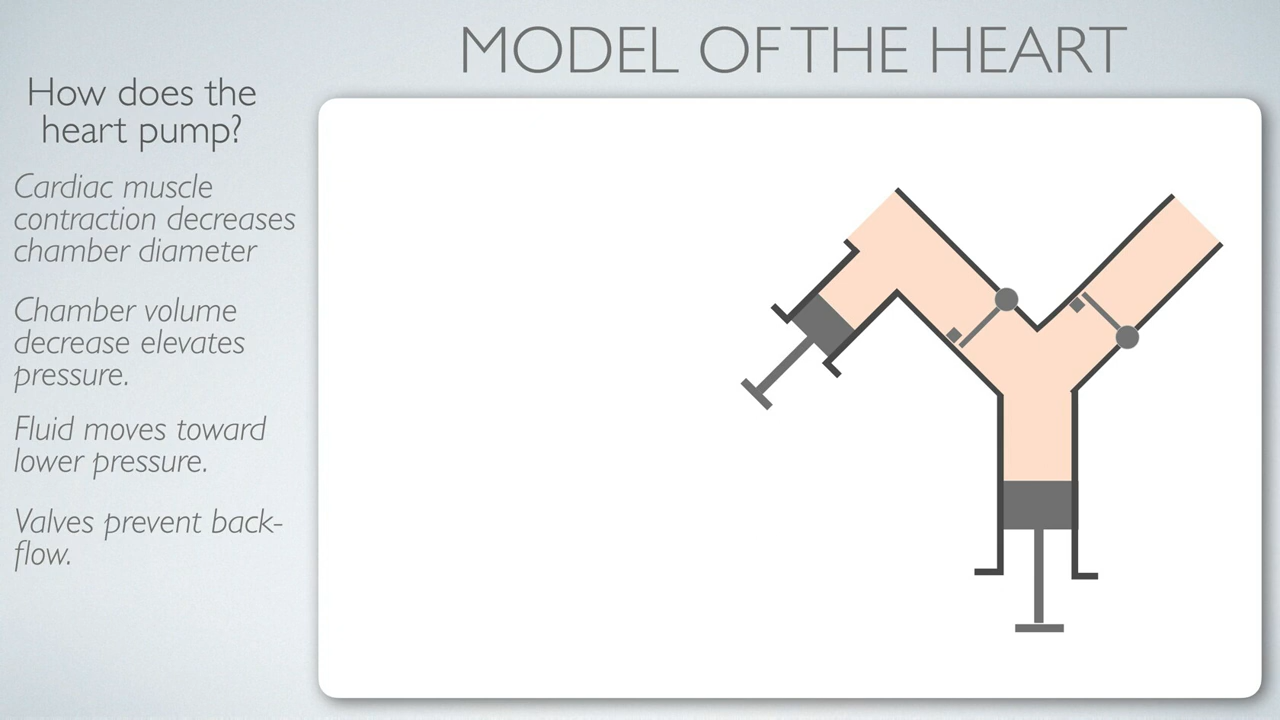 MODEL OF THE HEART
How does the
heart pump?
Cardiac muscle
contraction decreases
chamber diameter
Chamber volume
decrease elevates
pressure.
Fluid moves toward
lower pressure.
Valves prevent back-
flow.